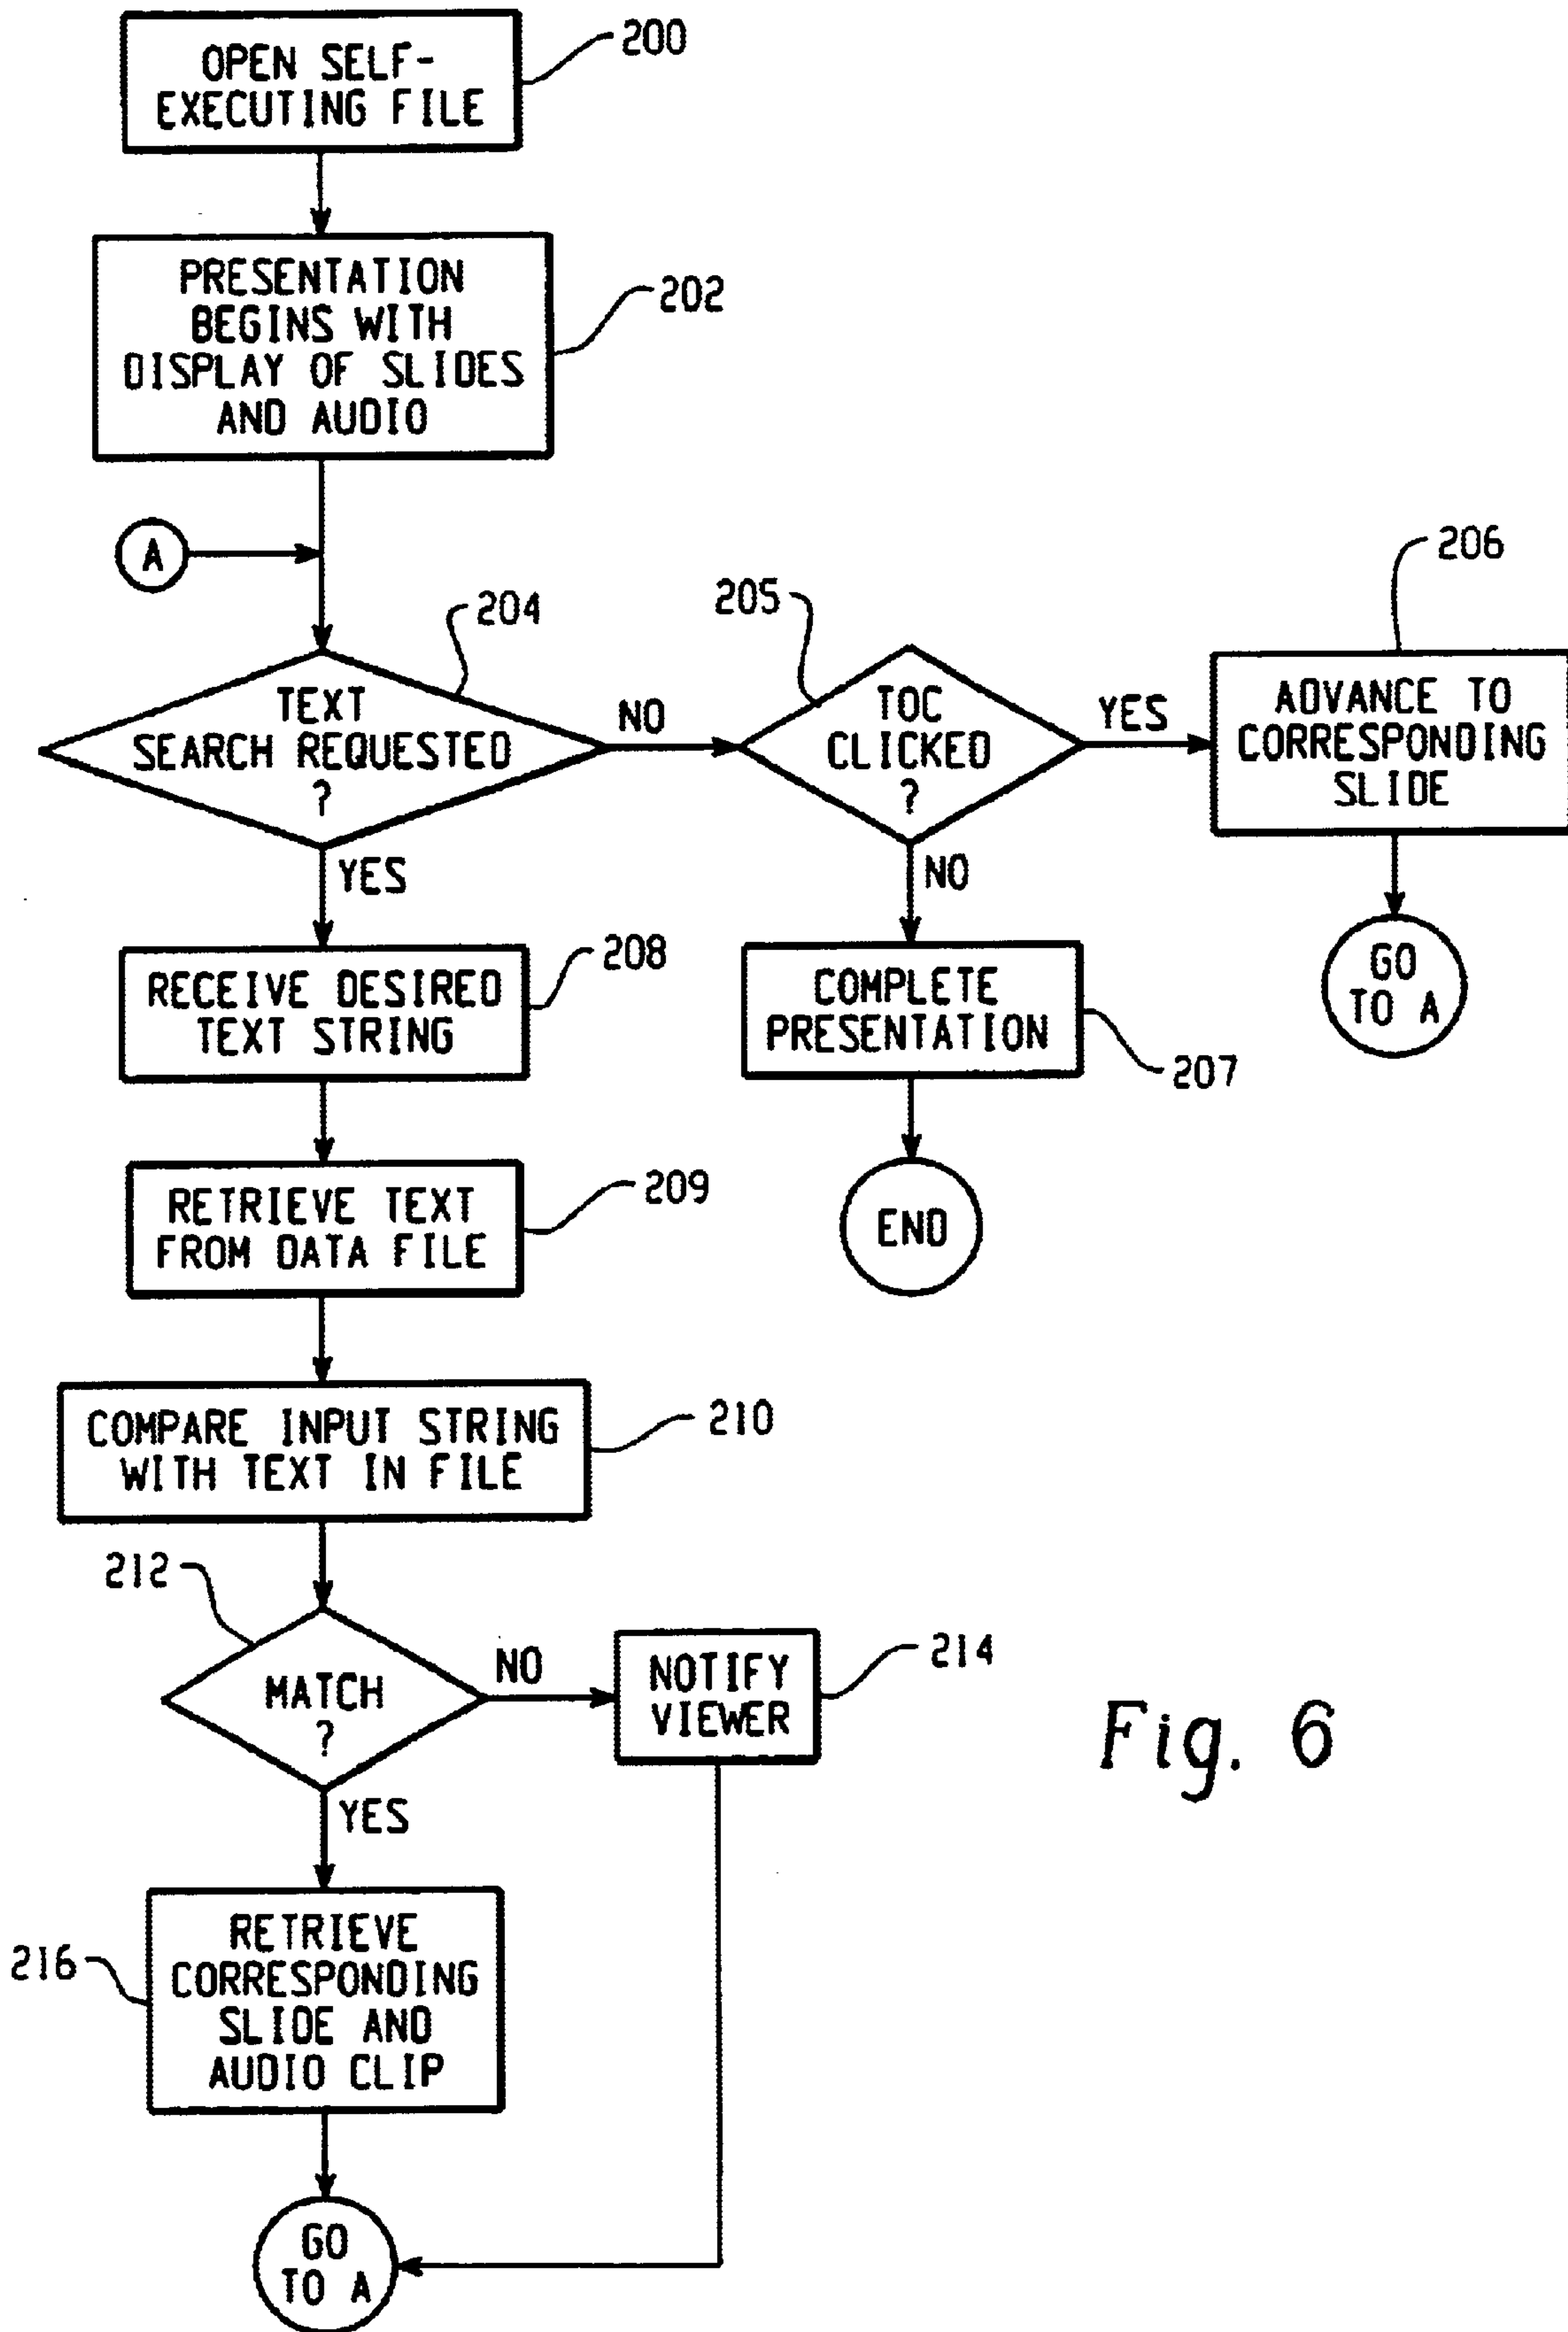 OPEN SELF-
EXECUTING FILE
200
PRESENTATION
BEGINS WITH
DISPLAY OF SLIDES
AND AUDIO
202
A
204
TEXT
SEARCH REQUESTED
?
NO
YES
205
TOC
CLICKED
?
YES
NO
206
ADVANCE TO
CORRESPONDING
SLIDE
GO
TO A
COMPLETE
PRESENTATION
207
END
RECEIVE DESIRED
TEXT STRING
208
RETRIEVE TEXT
FROM DATA FILE
209
COMPARE INPUT STRING
WITH TEXT IN FILE
210
212
MATCH
?
NO
YES
NOTIFY
VIEWER
214
216
RETRIEVE
CORRESPONDING
SLIDE AND
AUDIO CLIP
GO
TO A
Fig. 6